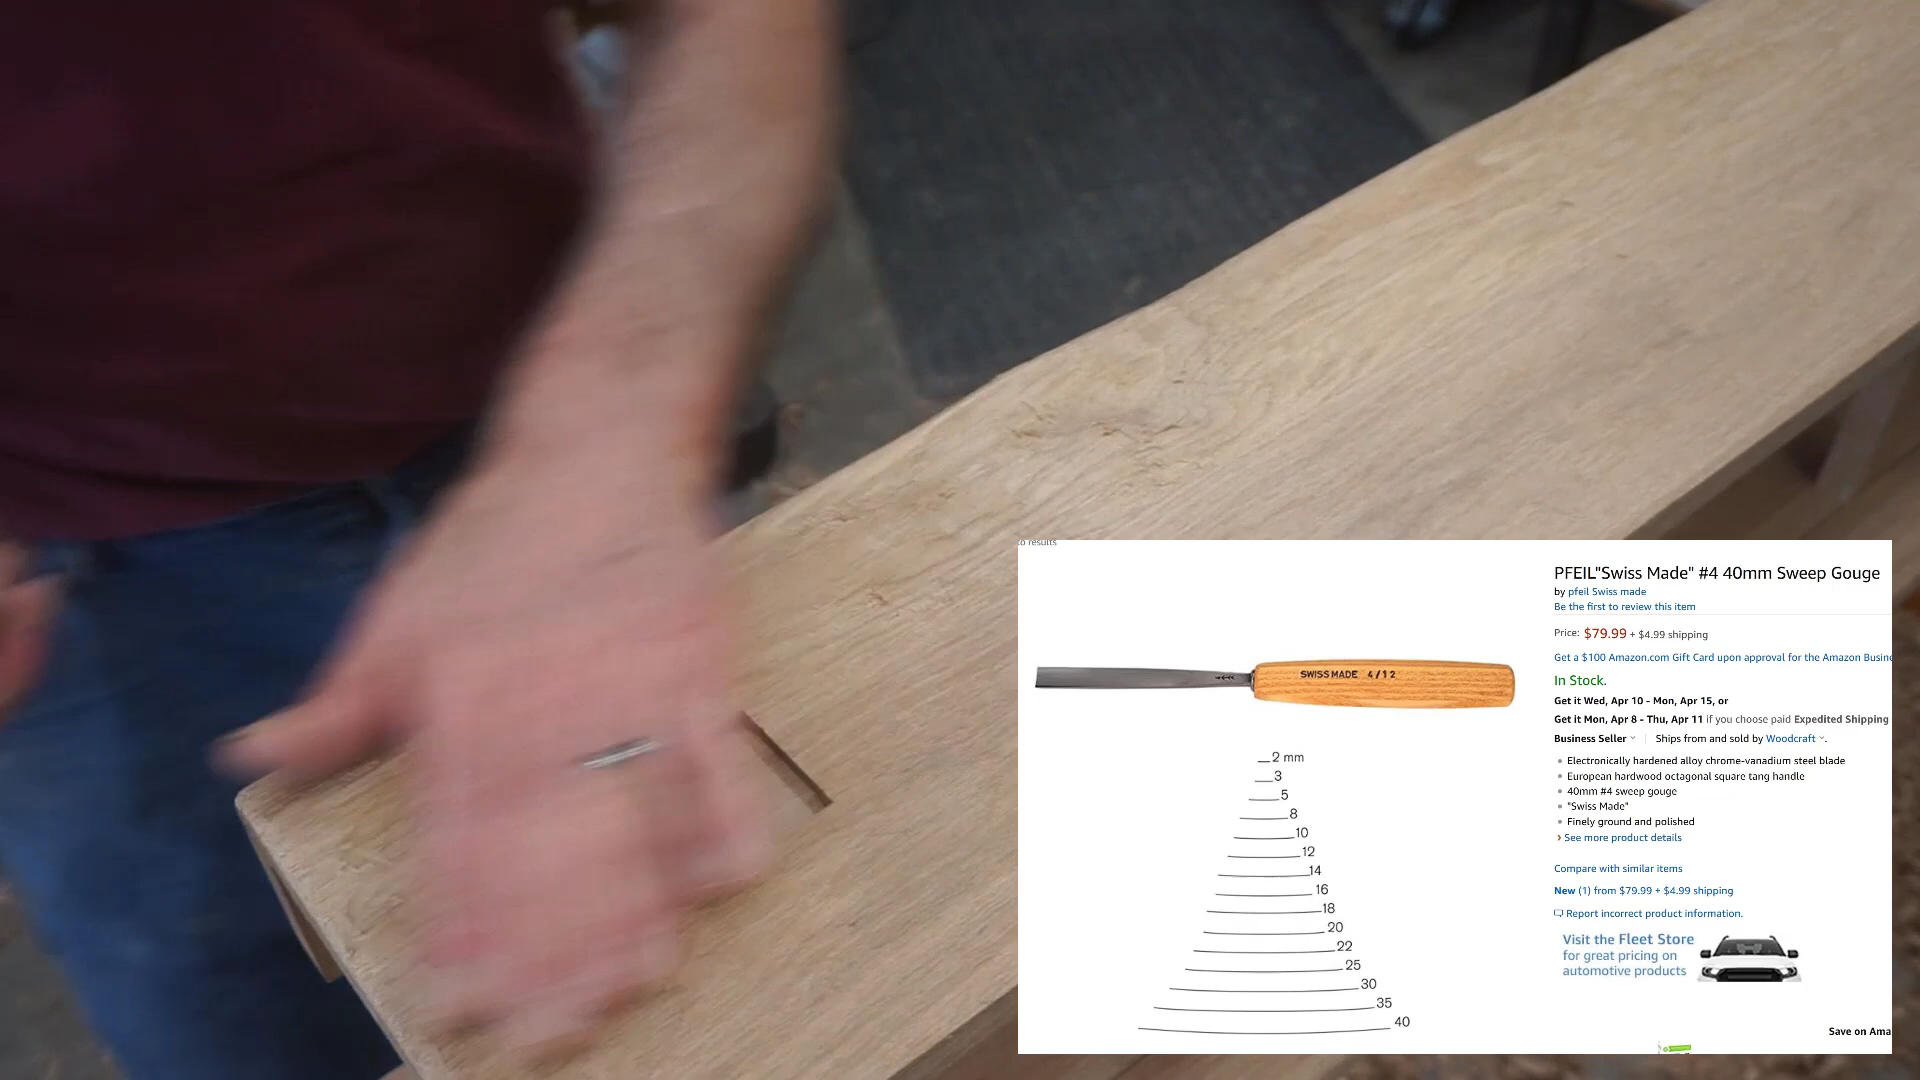 to results
PFEIL"Swiss Made" #4 40mm Sweep Gouge
by pfeil Swiss made
Be the first to review this item
Price: $79.99 + $4.99 shipping
Get a $100 Amazon.com Gift Card upon approval for the Amazon Busine
In Stock.
Get it Wed, Apr 10 - Mon, Apr 15, or
Get it Mon, Apr 8 - Thu, Apr 11 if you choose paid Expedited Shipping
Business Seller Ships from and sold by Woodcraft .
Electronically hardened alloy chrome-vanadium steel blade
European hardwood octagonal square tang handle
40mm #4 sweep gouge
"Swiss Made"
Finely ground and polished
See more product details
Compare with similar items
New (1) from $79.99 + $4.99 shipping
Report incorrect product information.
Visit the Fleet Store
for great pricing on
automotive products
Save on Ama
SWISS MADE 4/12
2 mm
3
5
8
10
12
14
16
18
20
22
25
30
35
40